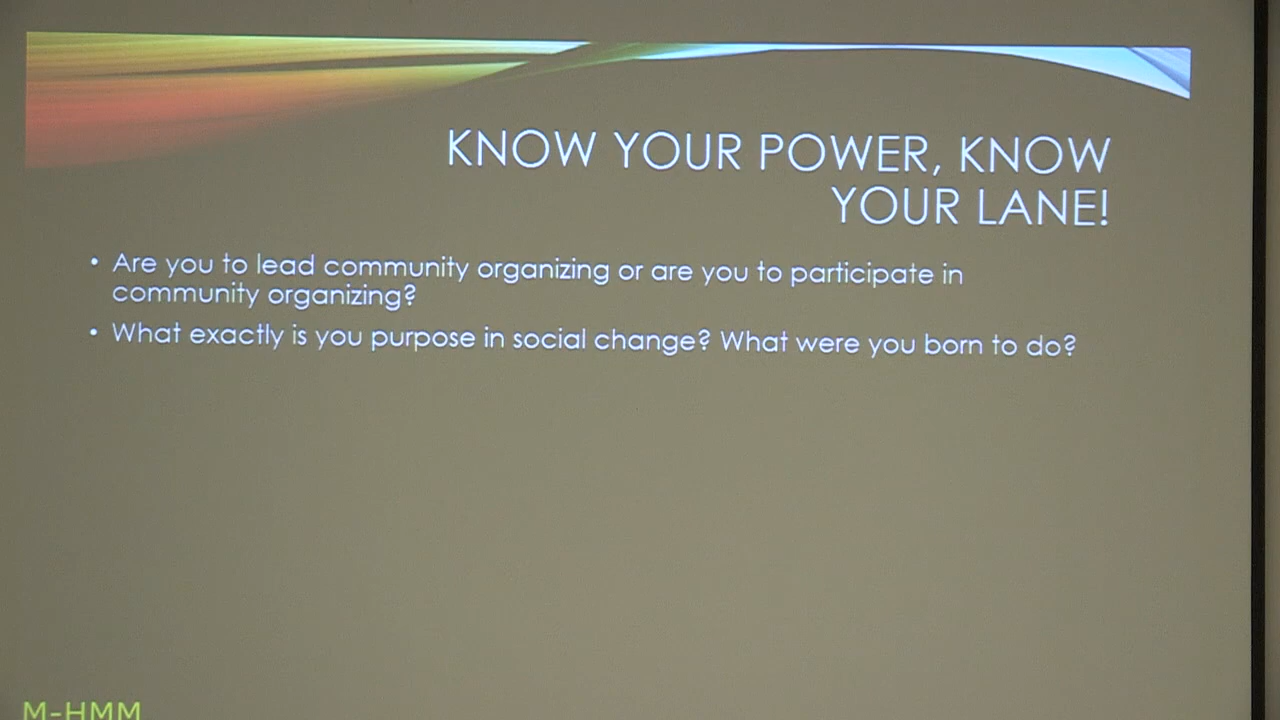 KNOW YOUR POWER, KNOW
YOUR LANE!
• Are you to lead community organizing or are you to participate in
community organizing?
• What exactly is you purpose in social change? What were you born to do?
M-HMM